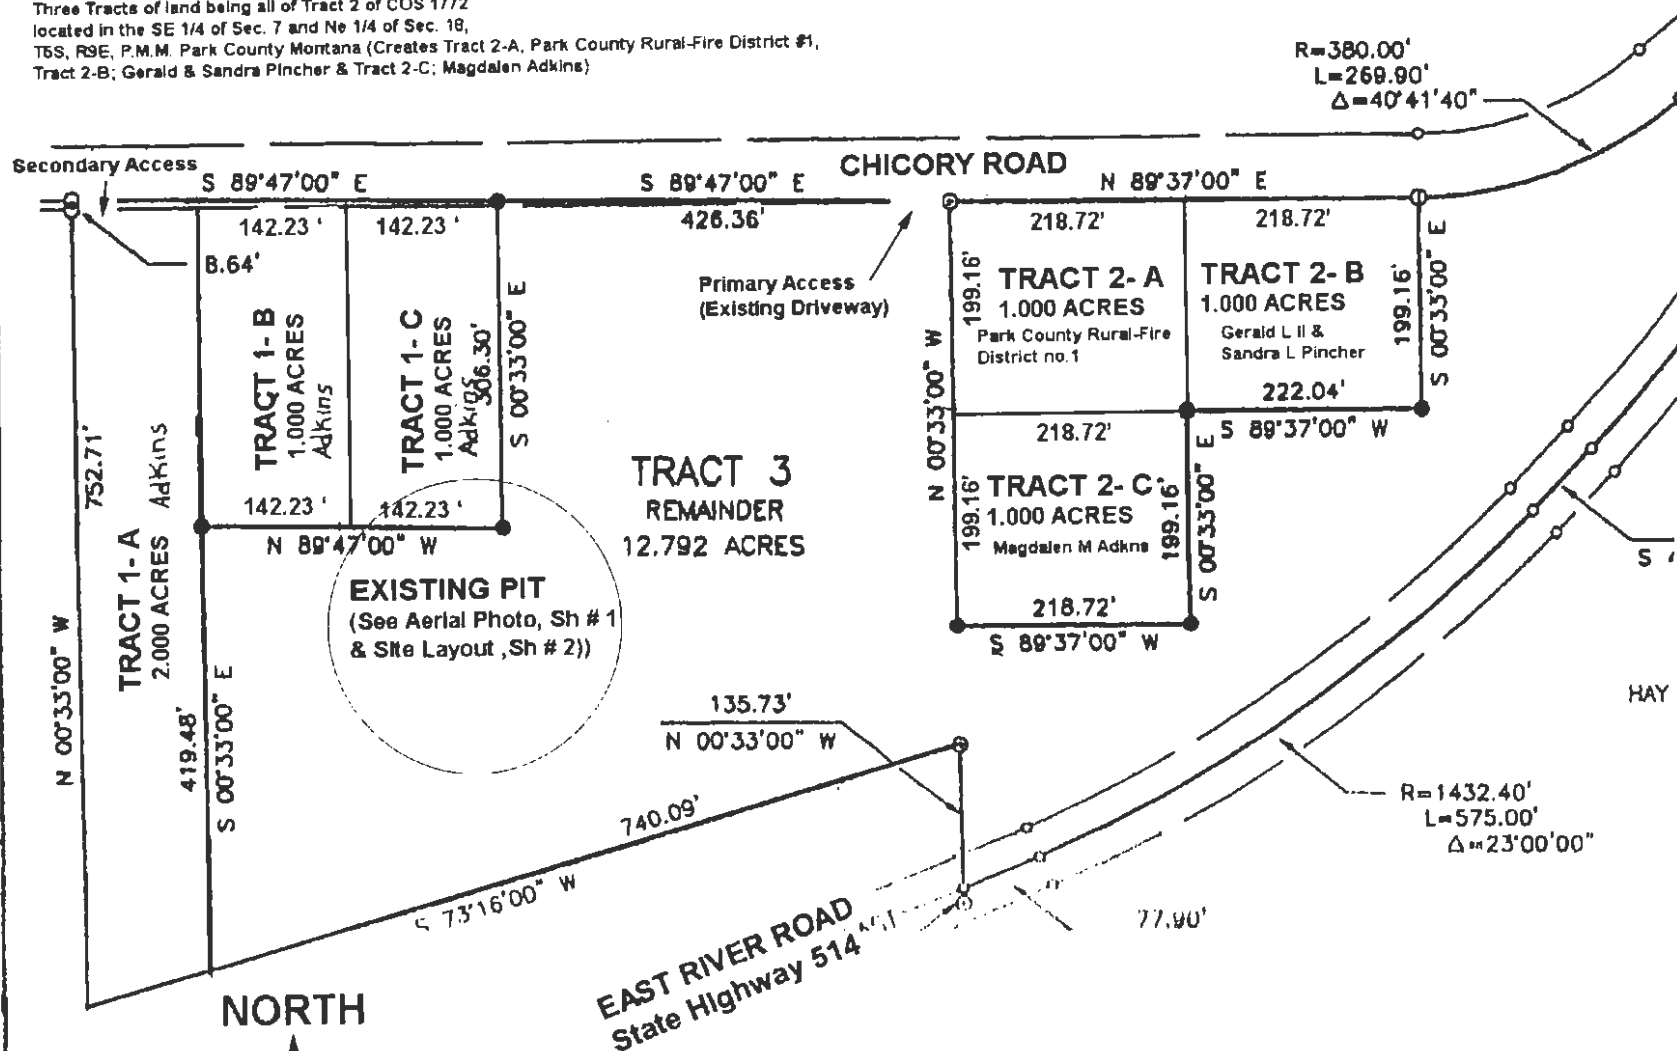 Three Tracts of land being all of Tract 2 of COS 1772
located in the SE 1/4 of Sec. 7 and Ne 1/4 of Sec. 18,
T6S, R9E, P.M.M. Park County Montana (Creates Tract 2-A, Park County Rural-Fire District #1,
Tract 2-B; Gerald & Sandra Pincher & Tract 2-C; Magdalen Adkins)
R=380.00'
L=269.90'
Δ=40°41'40"
CHICORY ROAD
Secondary Access
S 89°47'00" E
S 89°47'00" E
N 89°37'00" E
142.23 '
142.23 '
426.36'
218.72'
218.72'
8.64'
Primary Access
(Existing Driveway)
TRACT 1- B
1.000 ACRES
Adkins
TRACT 1- C
1.000 ACRES
Adkins
306.30'
S 00°33'00" E
199.16'
N 00°33'00" W
TRACT 2- A
1.000 ACRES
Park County Rural-Fire
District no.1
TRACT 2- B
1.000 ACRES
Gerald L II &
Sandra L Pincher
199.16'
S 00°33'00" E
222.04'
S 89°37'00" W
218.72'
TRACT 2- C
1.000 ACRES
Magdalen M Adkns
199.16'
199.16'
S 00°33'00" E
218.72'
S 89°37'00" W
752.71'
N 00°33'00" W
TRACT 1- A
2.000 ACRES
Adkins
142.23 '
142.23 '
N 89°47'00" W
TRACT 3
REMAINDER
12.792 ACRES
EXISTING PIT
(See Aerial Photo, Sh # 1
& Site Layout ,Sh # 2))
419.48'
S 00°33'00" E
135.73'
N 00°33'00" W
740.09'
S 73°16'00" W
HAY
S
R=1432.40'
L=575.00'
Δ=23°00'00"
77.90'
EAST RIVER ROAD
State Highway 514
NORTH